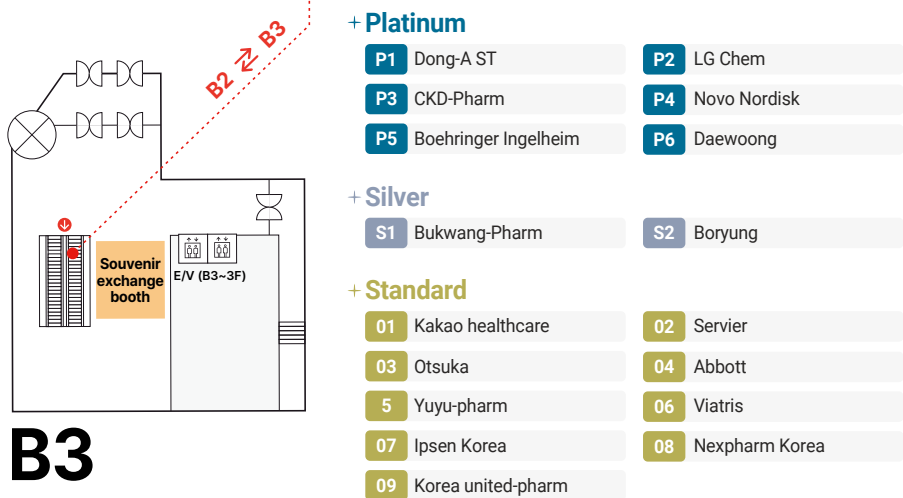 B2 ⇄ B3
Souvenir
exchange
booth
E/V (B3~3F)
B3
Platinum
P1 Dong-A ST
P2 LG Chem
P3 CKD-Pharm
P4 Novo Nordisk
P5 Boehringer Ingelheim
P6 Daewoong
Silver
S1 Bukwang-Pharm
S2 Boryung
Standard
01 Kakao healthcare
02 Servier
03 Otsuka
04 Abbott
5 Yuyu-pharm
06 Viatris
07 Ipsen Korea
08 Nexpharm Korea
09 Korea united-pharm